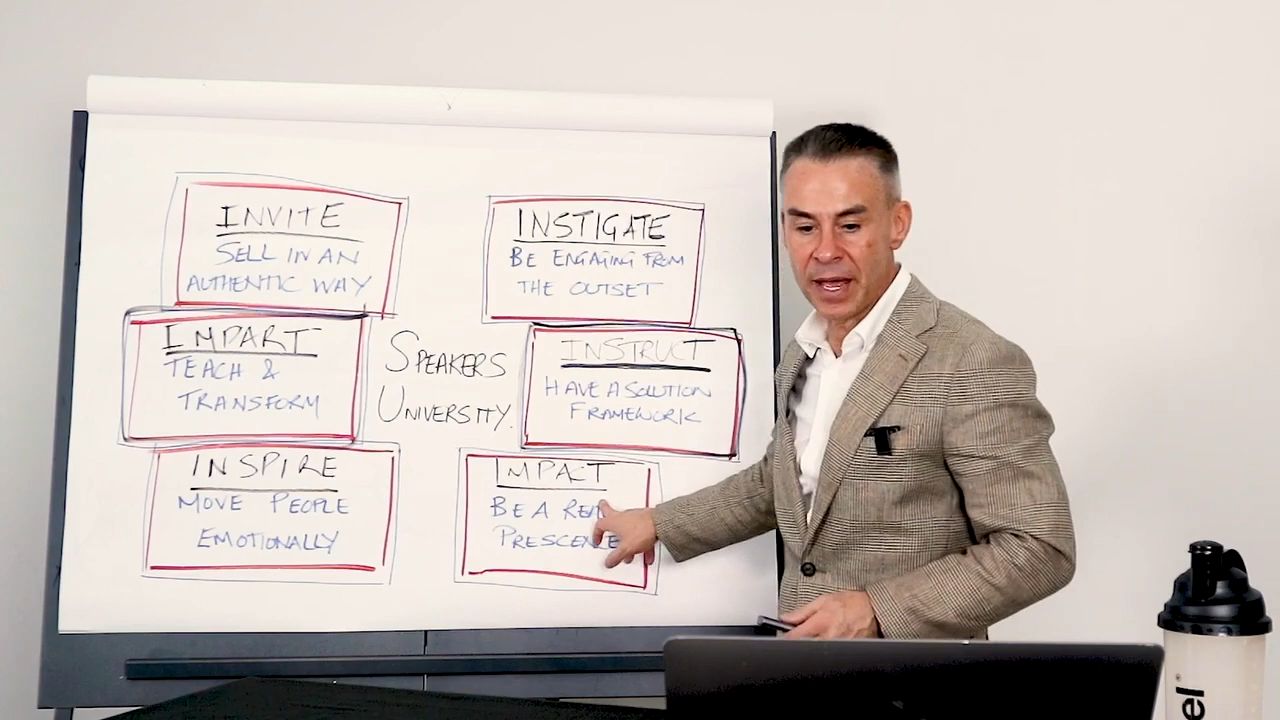 INVITE
SELL IN AN
AUTHENTIC WAY
INSTIGATE
BE ENGAGING FROM
THE OUTSET
IMPART
TEACH &
TRANSFORM
SPEAKERS
UNIVERSITY.
INSTRUCT
HAVE A SOLUTION
FRAMEWORK
INSPIRE
MOVE PEOPLE
EMOTIONALLY
IMPACT
BE A
PRESCENCE
el